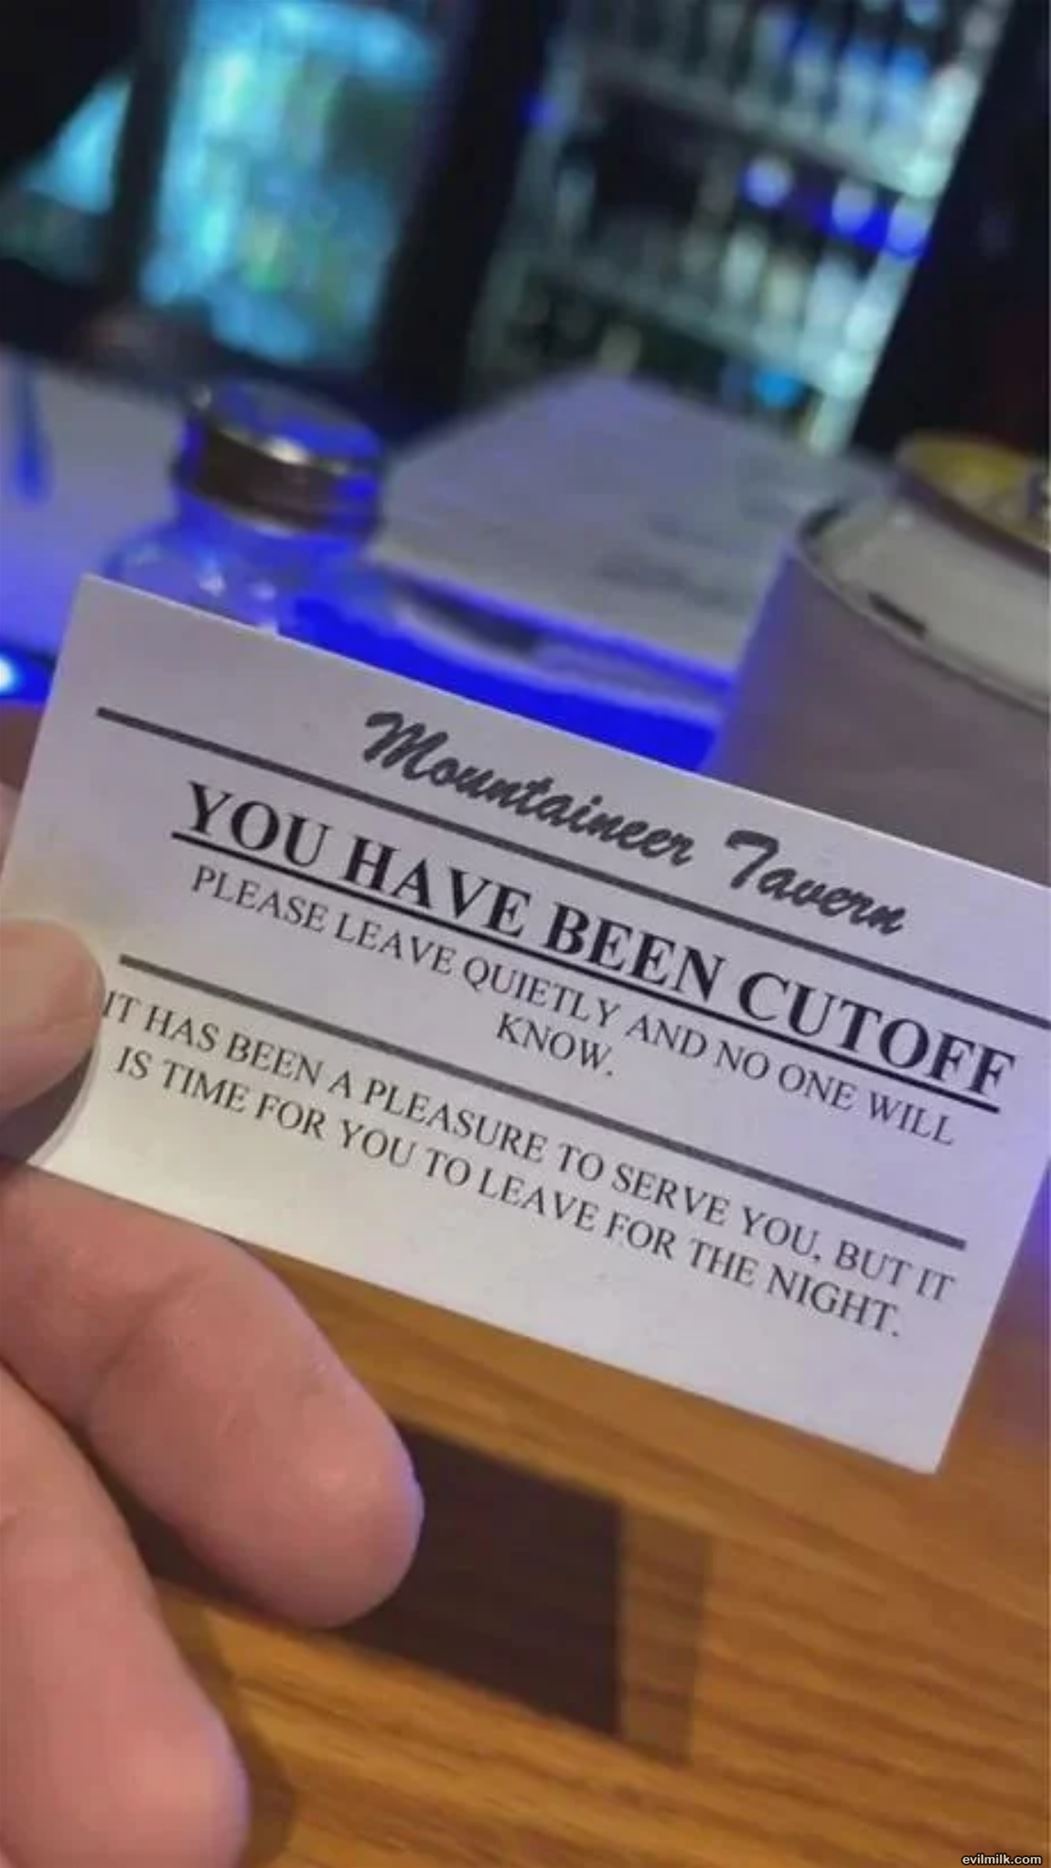 Mountaineer Tavern
YOU HAVE BEEN CUTOFF
PLEASE LEAVE QUIETLY AND NO ONE WILL
KNOW.
IT HAS BEEN A PLEASURE TO SERVE YOU, BUT IT
IS TIME FOR YOU TO LEAVE FOR THE NIGHT.
evilmilk.com